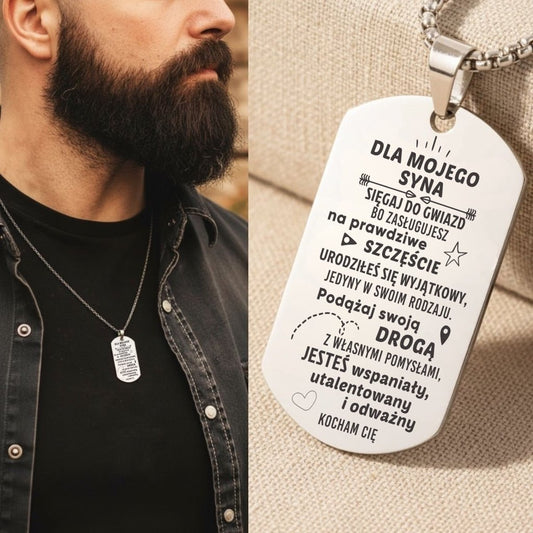 DLA MOJEGO
SYNA
SIĘGAJ DO GWIAZD
BO ZASŁUGUJESZ
na prawdziwe
SZCZĘŚCIE
URODZIŁEŚ SIĘ WYJĄTKOWY,
JEDYNY W SWOIM RODZAJU.
Podążaj swoją
DROGĄ
Z WŁASNYMI POMYSŁAMI,
JESTEŚ wspaniały,
utalentowany
i odważny
KOCHAM CIĘ